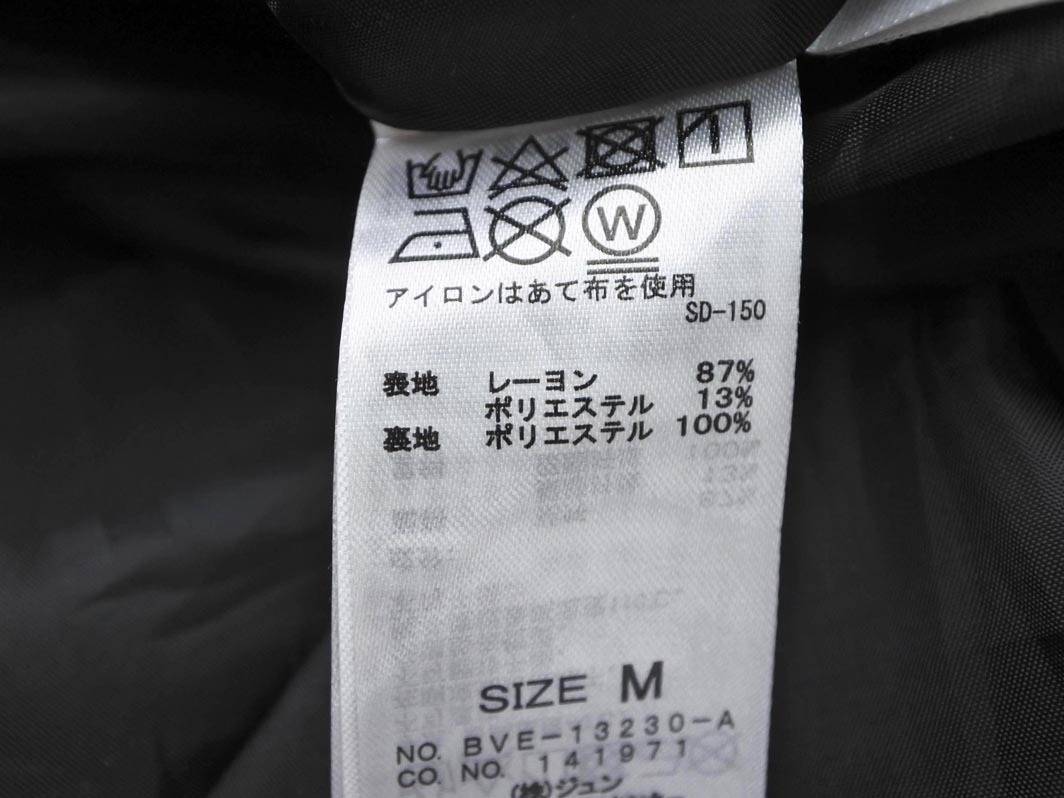 W
アイロンはあて布を使用
SD-150
表地 レーヨン 87%
ポリエステル 13%
裏地 ポリエステル 100%
SIZE M
NO. BVE-13230-A
CO. NO. 141971
(株)ジュン